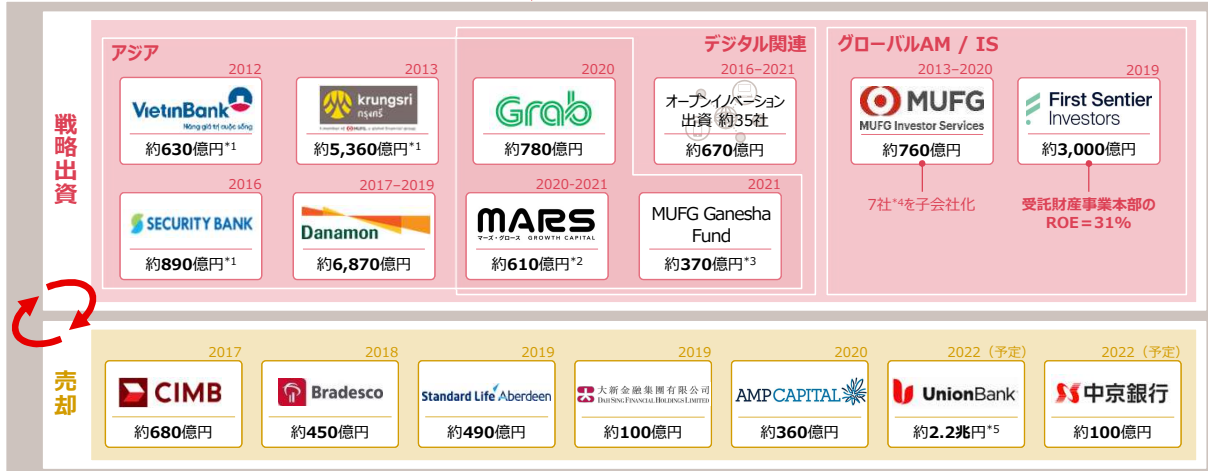 戦略出資
アジア
デジタル関連
グローバルAM / IS
2012
VietinBank
Nâng giá trị cuộc sống
約630億円*1
2013
krungsri
กรุงศรี
A member of MUFG, a global financial group
約5,360億円*1
2020
Grab
約780億円
2016–2021
オープンイノベーション
出資 約35社
約670億円
2013–2020
MUFG
MUFG Investor Services
約760億円
7社*4を子会社化
2019
First Sentier
Investors
約3,000億円
受託財産事業本部の
ROE=31%
2016
SECURITY BANK
約890億円*1
2017–2019
Danamon
約6,870億円
2020-2021
MARS
マーズ・グロース GROWTH CAPITAL
約610億円*2
2021
MUFG Ganesha
Fund
約370億円*3
売却
2017
CIMB
約680億円
2018
Bradesco
約450億円
2019
Standard Life Aberdeen
約490億円
2019
大新金融集團有限公司
DAH SING FINANCIAL HOLDINGS LIMITED
約100億円
2020
AMP CAPITAL
約360億円
2022（予定）
UnionBank
約2.2兆円*5
2022（予定）
中京銀行
約100億円